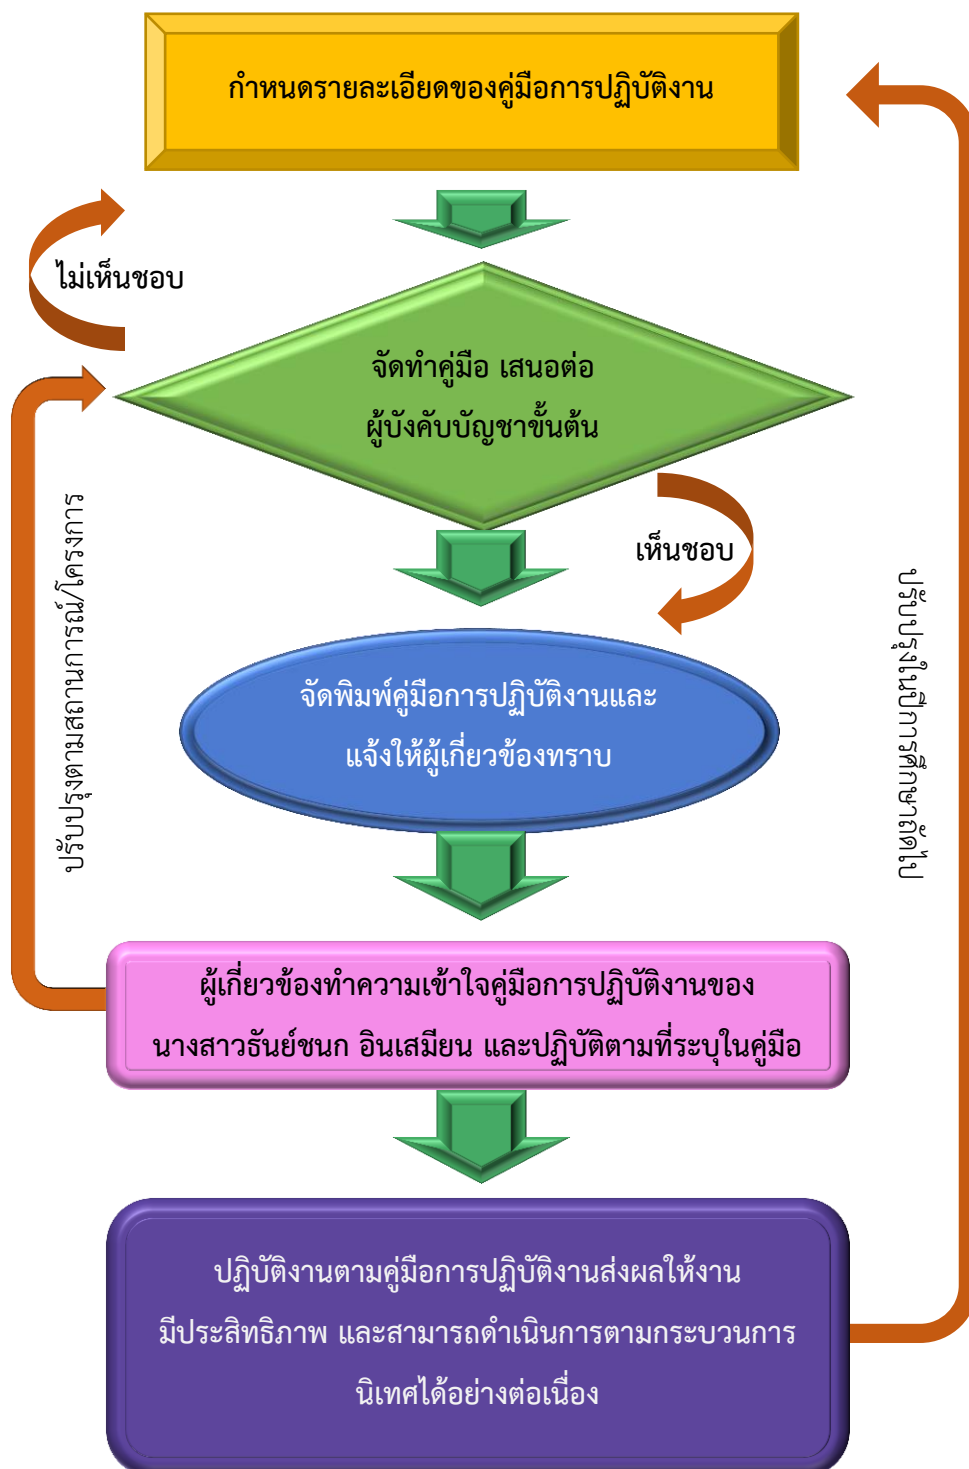 กำหนดรายละเอียดของคู่มือการปฏิบัติงาน
ไม่เห็นชอบ
จัดทำคู่มือ เสนอต่อ
ผู้บังคับบัญชาขั้นต้น
เห็นชอบ
ปรับปรุงตามสถานการณ์/โครงการ
ปรับปรุงในปีการศึกษาถัดไป
จัดพิมพ์คู่มือการปฏิบัติงานและ
แจ้งให้ผู้เกี่ยวข้องทราบ
ผู้เกี่ยวข้องทำความเข้าใจคู่มือการปฏิบัติงานของ
นางสาวธันย์ชนก อินเสมียน และปฏิบัติตามที่ระบุในคู่มือ
ปฏิบัติงานตามคู่มือการปฏิบัติงานส่งผลให้งาน
มีประสิทธิภาพ และสามารถดำเนินการตามกระบวนการ
นิเทศได้อย่างต่อเนื่อง